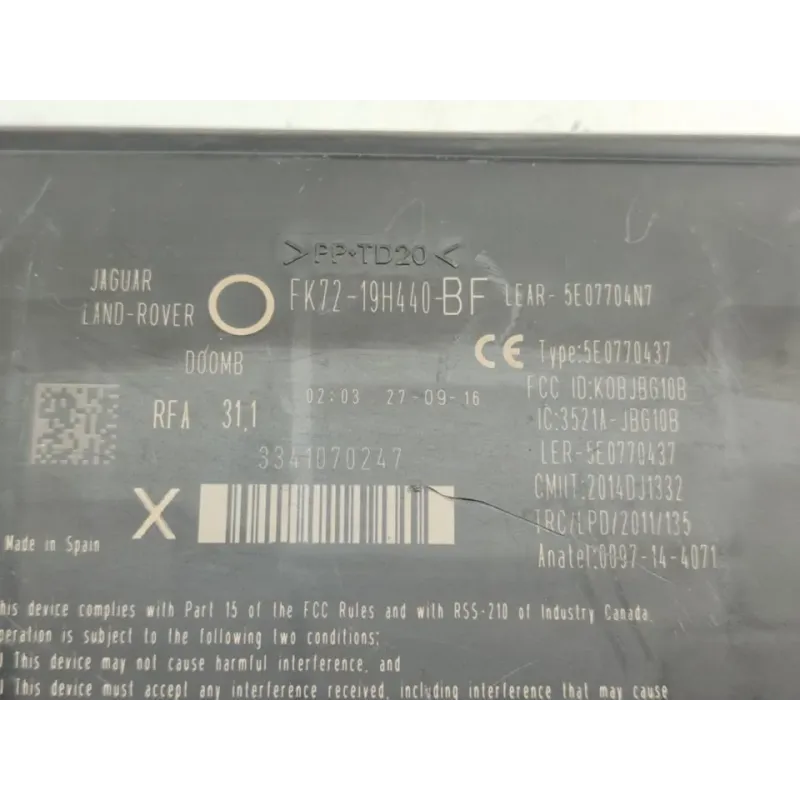 >PP-TD20<
JAGUAR
LAND-ROVER
FK72-19H440-BF LEAR-5E07704N7
D00MB
CE Type:5E0770437
02:03 27-09-16
FCC ID:KOBJBG10B
RFA 31.1
IC:3521A-JBG10B
3341070247
LER-5E0770437
CMIIT:2014DJ1332
X
TRC/LPD/2011/135
Made in Spain
Anatel:0897-14-4071
his device complies with Part 15 of the FCC Rules and with RSS-210 of Industry Canada.
peration is subject to the following two conditions:
) This device may not cause harmful interference, and
) This device must accept any interference received, including interference that may cause